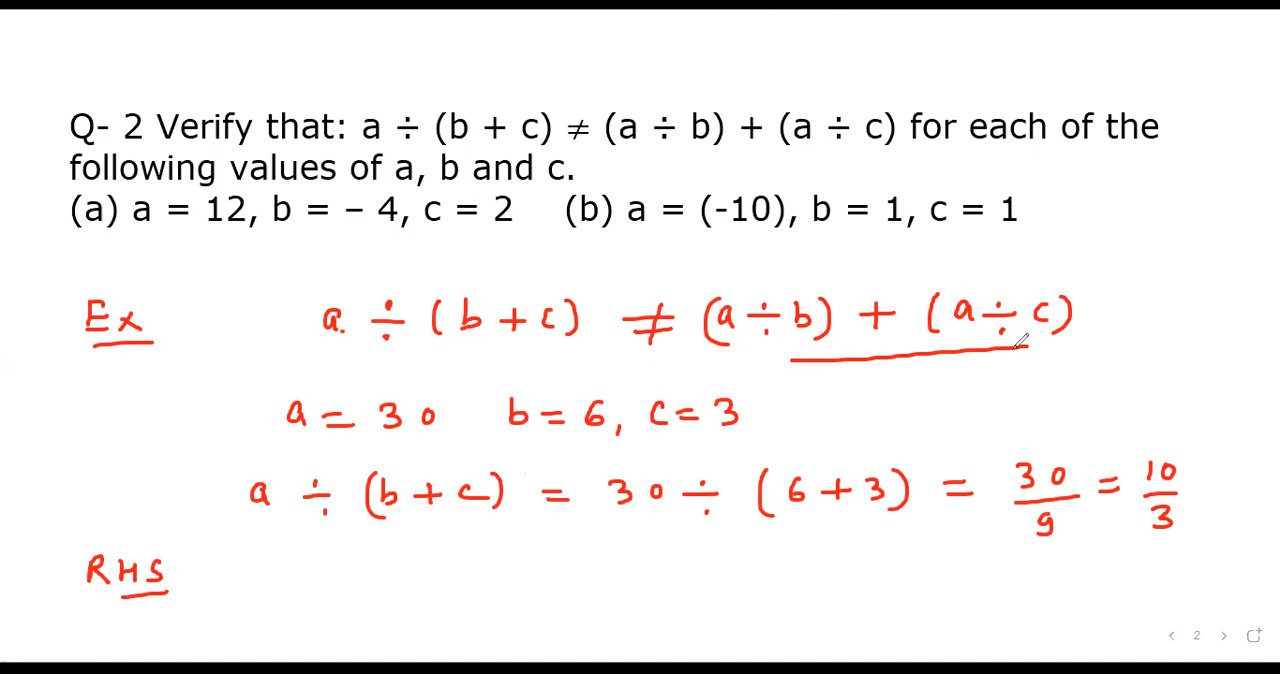 Q- 2 Verify that: a ÷ (b + c) ≠ (a ÷ b) + (a ÷ c) for each of the
following values of a, b and c.
(a) a = 12, b = – 4, c = 2 (b) a = (-10), b = 1, c = 1
Ex a. ÷ (b + c) ≠ (a ÷ b) + (a ÷ c)
a = 30 b = 6, c = 3
a ÷ (b + c) = 30 ÷ (6 + 3) = 30/9 = 10/3
RHS
2